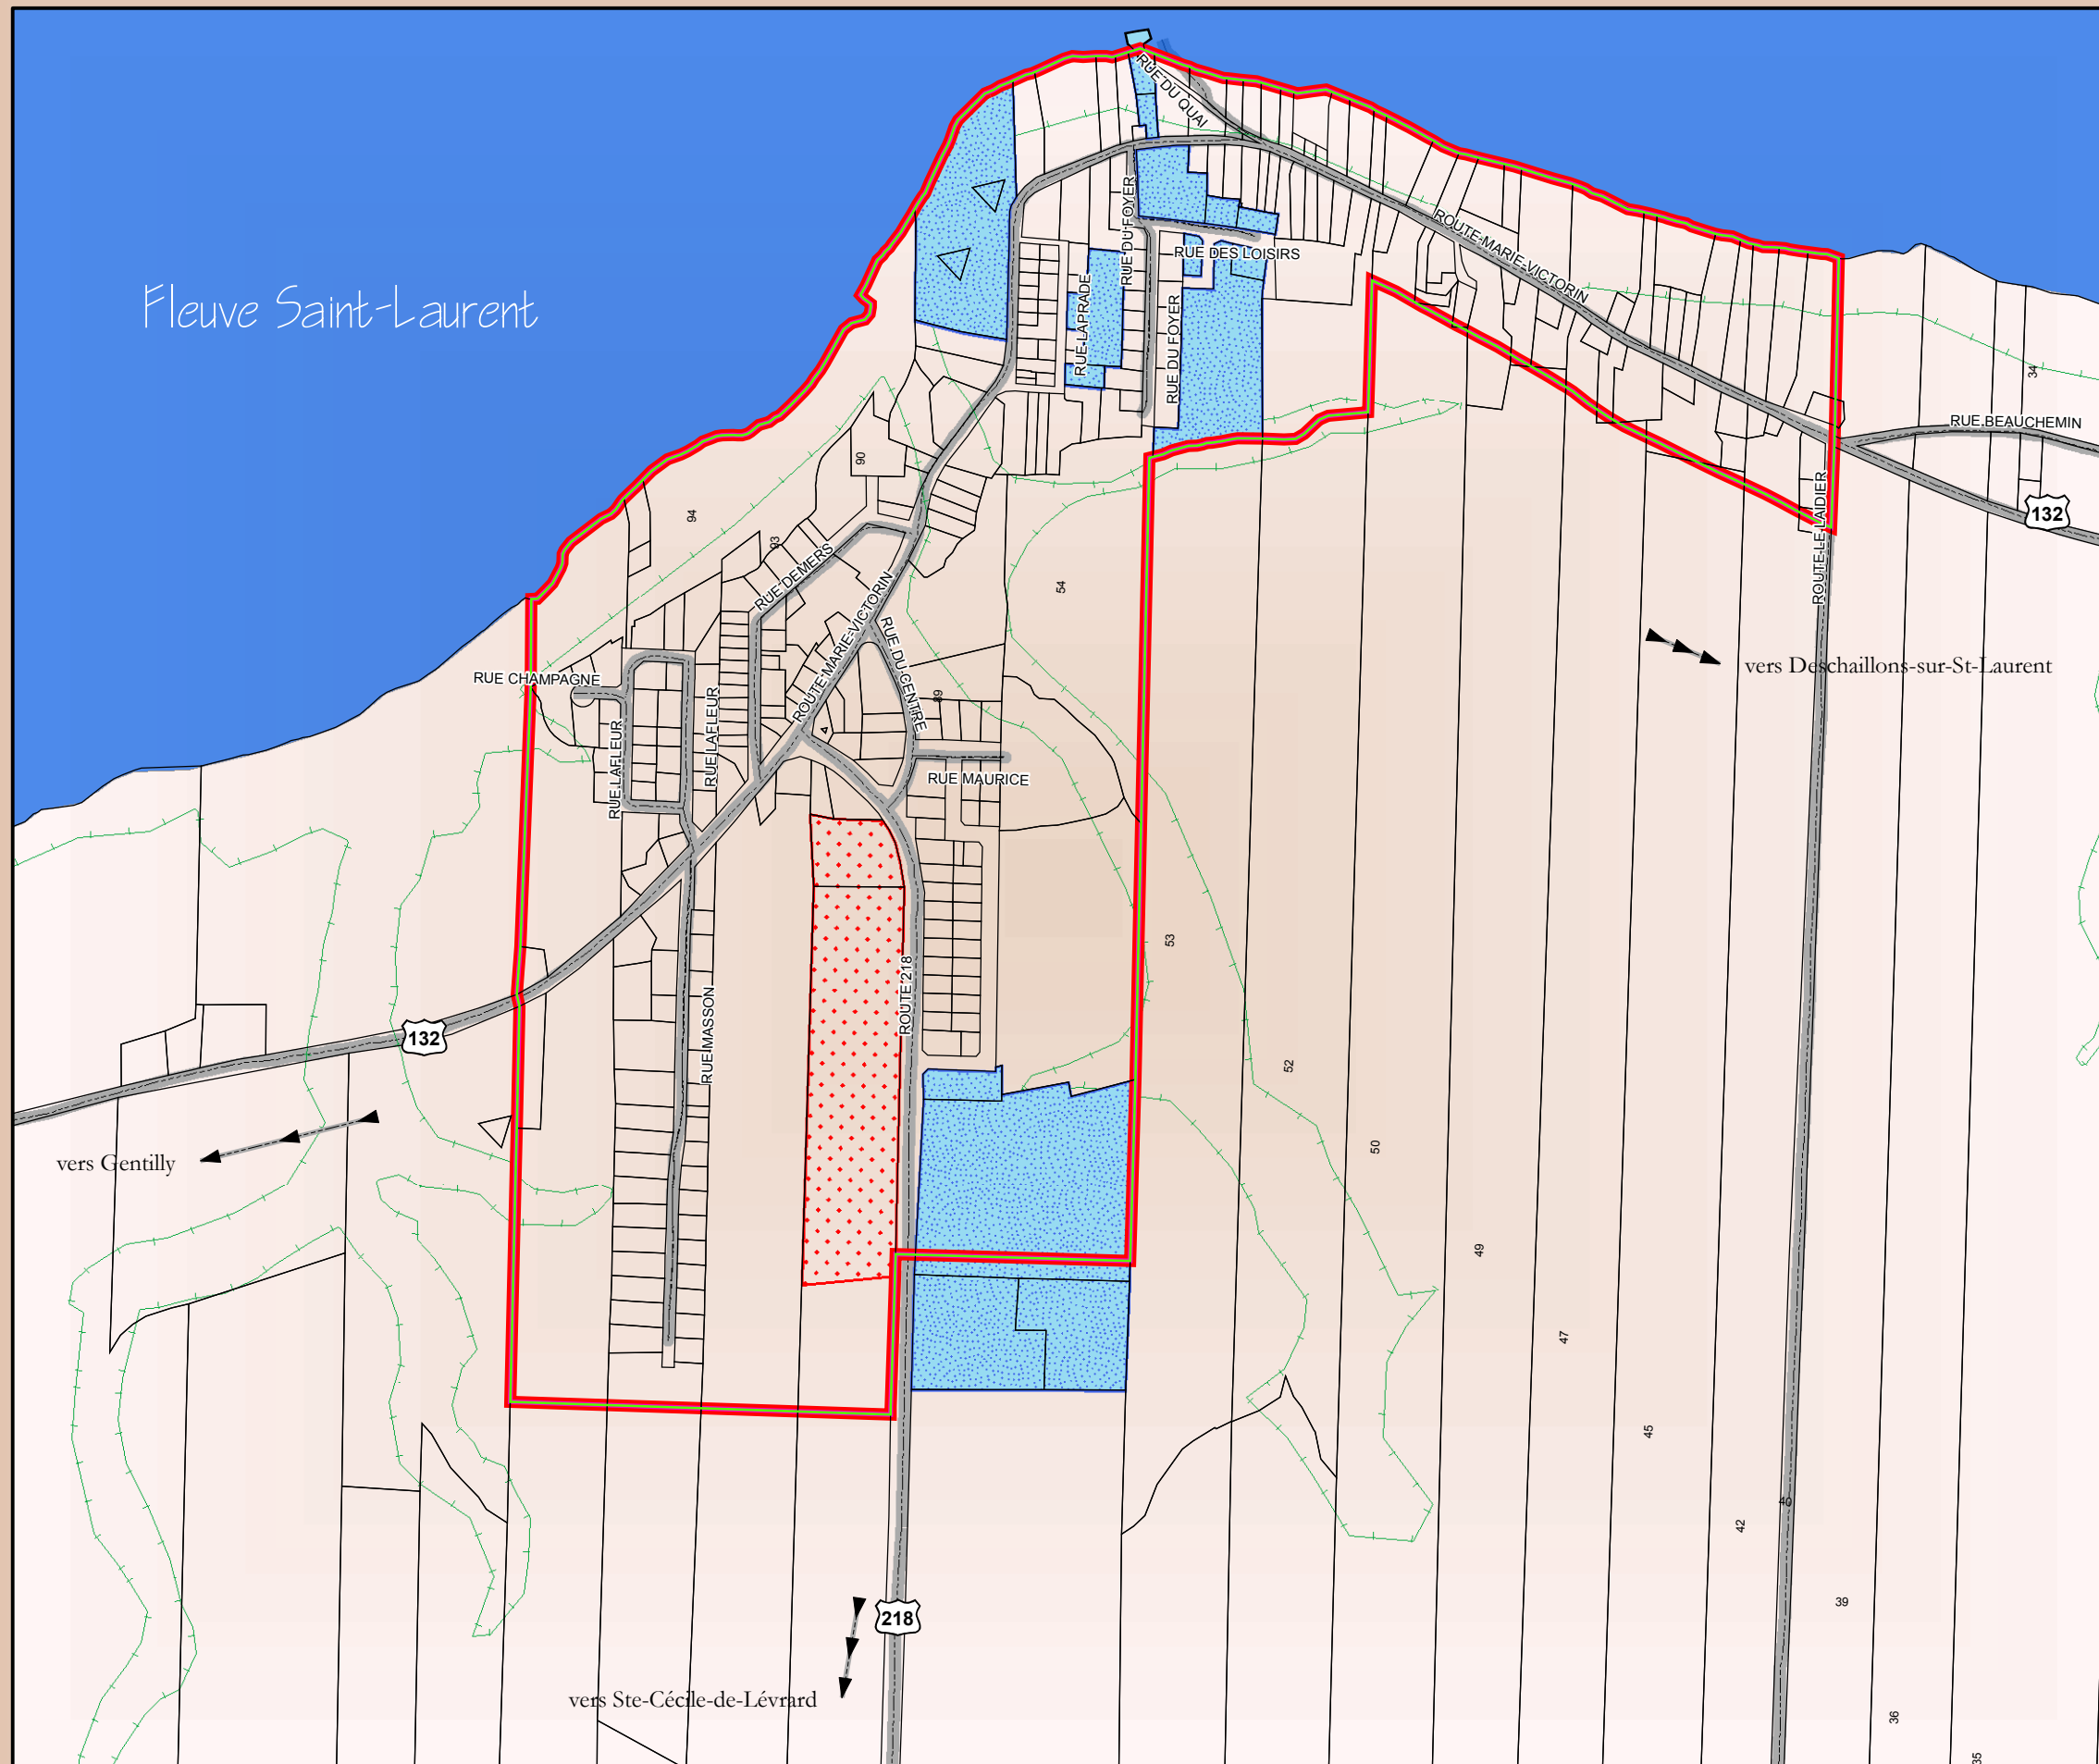 RUE DU QUAI
RUE DU FOYER
ROUTE-MARIE-VICTORIN
RUE DES LOISIRS
Fleuve Saint-Laurent
RUE-LAPRADE
RUE DU FOYER
34
RUE BEAUCHEMIN
90
132
94
93
ROUTE-LE-LAIDIER
RUE-DEMERS
54
ROUTE-MARIE-VICTORIN
RUE-DU-CENTRE
vers Deschaillons-sur-St-Laurent
RUE CHAMPAGNE
89
RUE LAFLEUR
RUE LAFLEUR
RUE MAURICE
53
ROUTE 218
132
RUE MASSON
52
50
vers Gentilly
49
47
45
40
42
39
218
vers Ste-Cécile-de-Lévrard
36
35